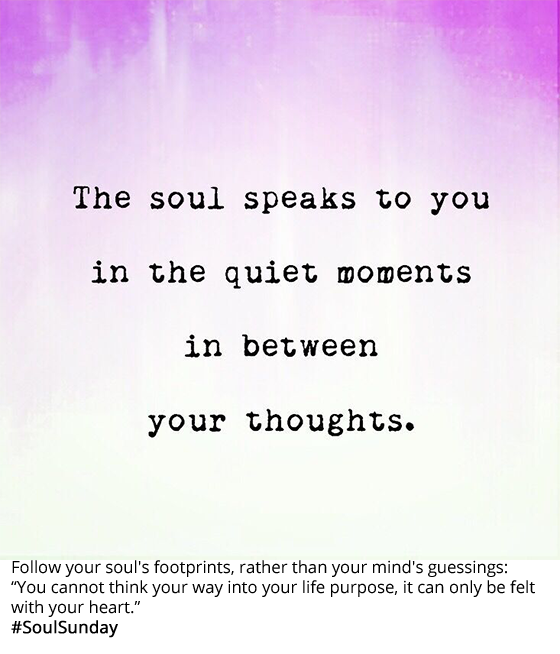 The soul speaks to you
in the quiet moments
in between
your thoughts.
Follow your soul's footprints, rather than your mind's guessings:
“You cannot think your way into your life purpose, it can only be felt
with your heart.”
#SoulSunday